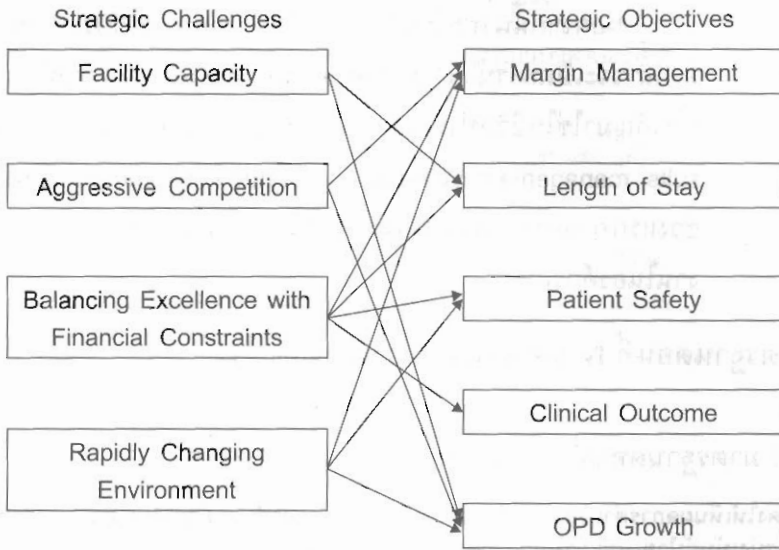 Strategic Challenges
Strategic Objectives
Facility Capacity
Margin Management
Aggressive Competition
Length of Stay
Balancing Excellence with
Financial Constraints
Patient Safety
Clinical Outcome
Rapidly Changing
Environment
OPD Growth